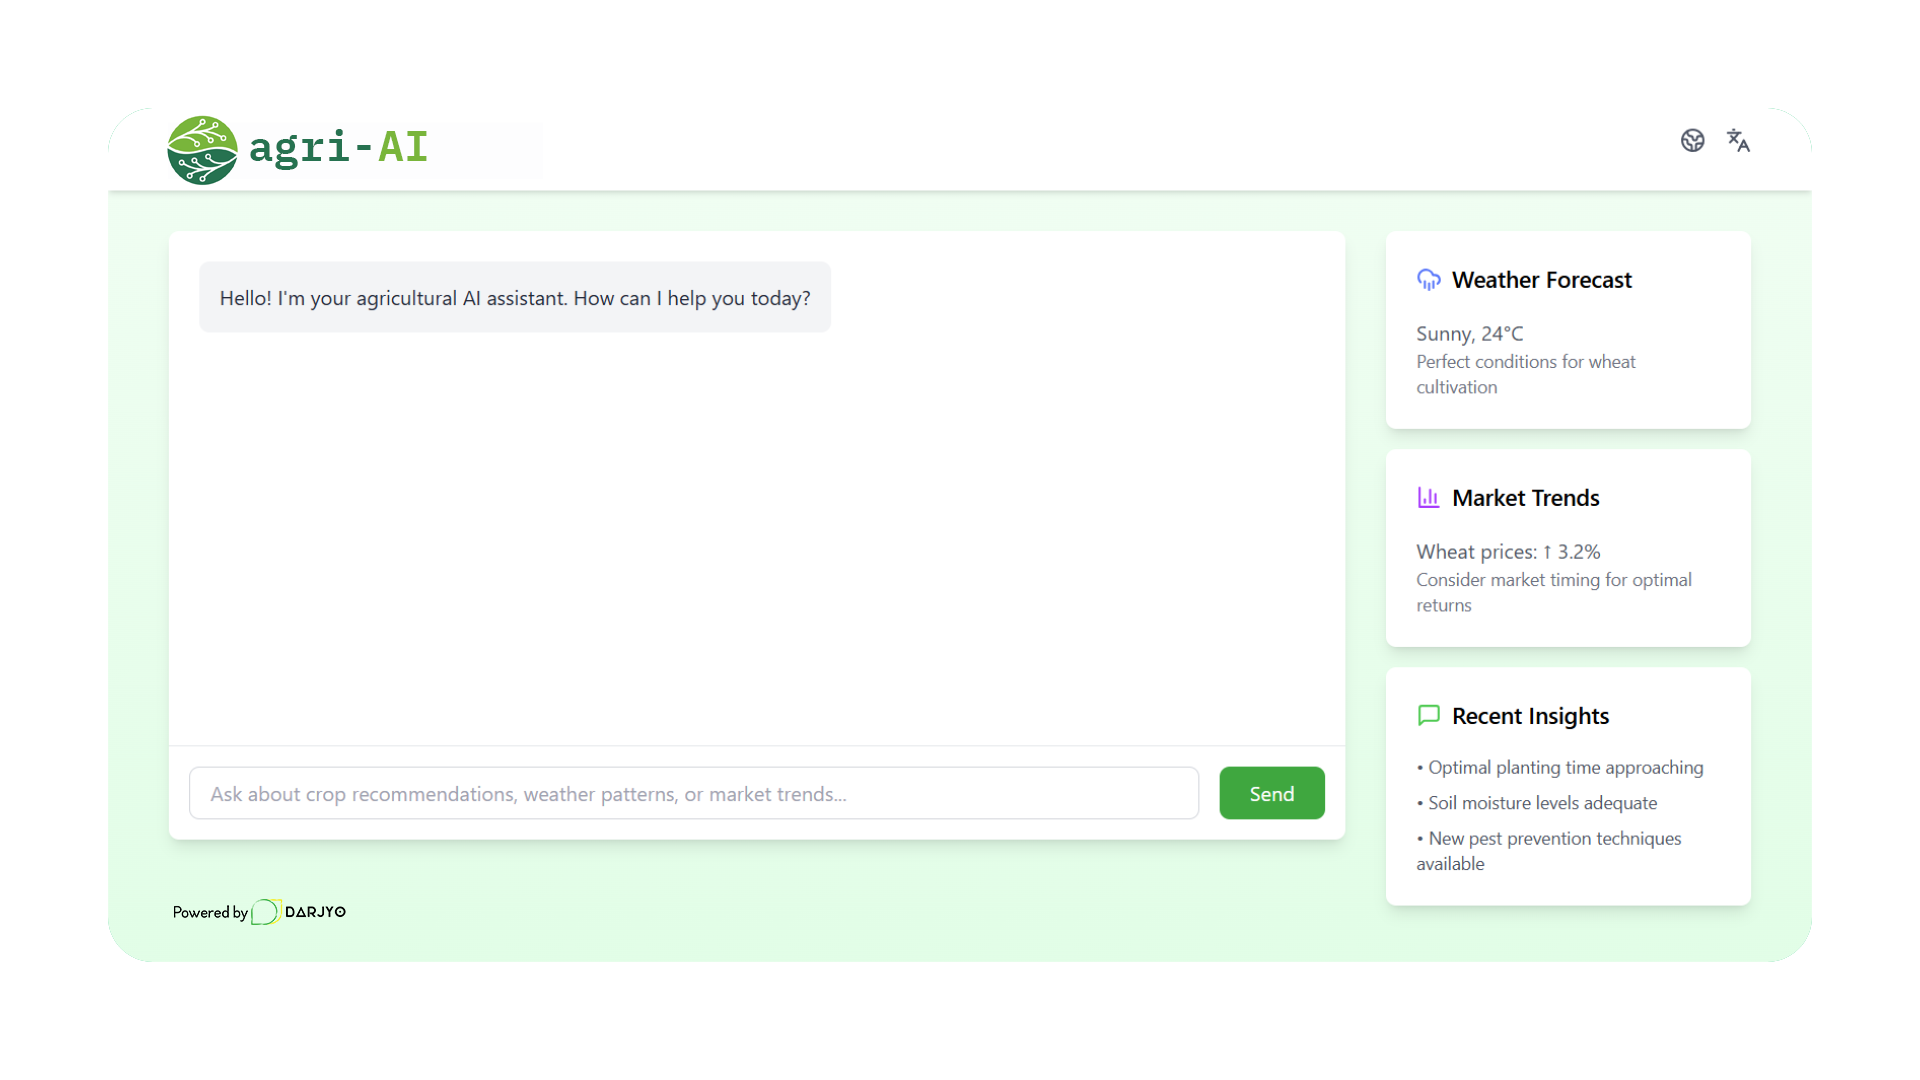 agri-AI
Hello! I'm your agricultural AI assistant. How can I help you today?
Ask about crop recommendations, weather patterns, or market trends...
Send
Weather Forecast
Sunny, 24°C
Perfect conditions for wheat
cultivation
Market Trends
Wheat prices: ↑ 3.2%
Consider market timing for optimal
returns
Recent Insights
• Optimal planting time approaching
• Soil moisture levels adequate
• New pest prevention techniques
available
Powered by DARJYO